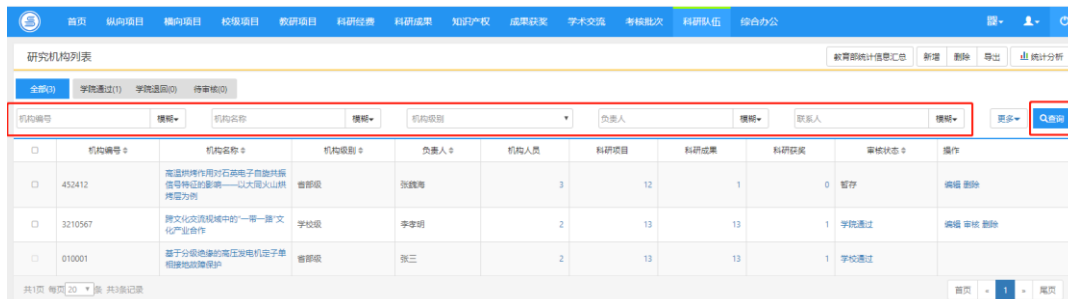 首页 纵向项目 横向项目 校级项目 教研项目 科研经费 科研成果 知识产权 成果获奖 学术交流 考核批次 科研队伍 综合办公
研究机构列表 教育部统计信息汇总 新增 删除 导出 统计分析
全部(3) 学院通过(1) 学院退回(0) 待审核(0)
机构编号 模糊 机构名称 模糊 机构级别 负责人 模糊 联系人 模糊 更多 查询
机构编号 机构名称 机构级别 负责人 机构人员 科研项目 科研成果 科研获奖 审核状态 操作
高温烘烤作用对石英电子自旋共振
452412 信号特征的影响——以大同火山烘 省部级 张魏海 3 12 1 0 暂存 编辑 删除
烤层为例
3210567 跨文化交流视域中的“一带一路”文 学校级 李孝明 2 13 13 1 学院通过 编辑 审核 删除
化产业合作
010001 基于分级绝缘的高压发电机定子单 省部级 张三 2 13 13 1 学校通过
相接地故障保护
共1页 每页 20 条 共3条记录 首页 « 1 » 尾页